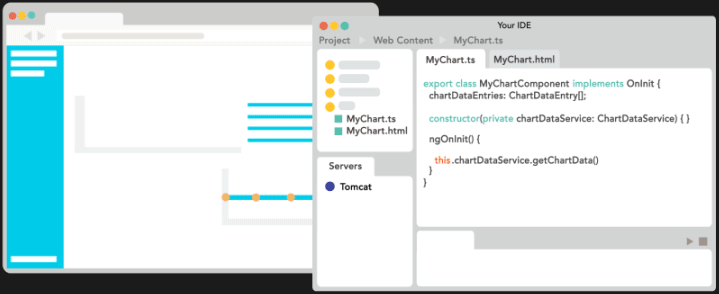 Your IDE
Project Web Content MyChart.ts
MyChart.ts MyChart.html
export class MyChartComponent implements OnInit {
chartDataEntries: ChartDataEntry[];
constructor(private chartDataService: ChartDataService) { }
ngOnInit() {
this.chartDataService.getChartData()
}
}
MyChart.ts
MyChart.html
Servers
Tomcat